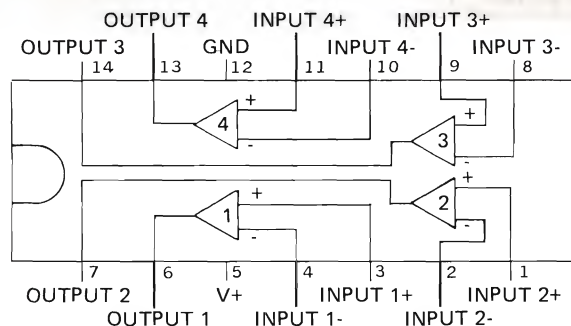 OUTPUT 4 INPUT 4+ INPUT 3+
OUTPUT 3 GND INPUT 4- INPUT 3-
14 13 12 11 10 9 8
+ +
4 3
- -
+ +
1 2
- -
7 6 5 4 3 2 1
OUTPUT 2 V+ INPUT 1+ INPUT 2+
OUTPUT 1 INPUT 1- INPUT 2-